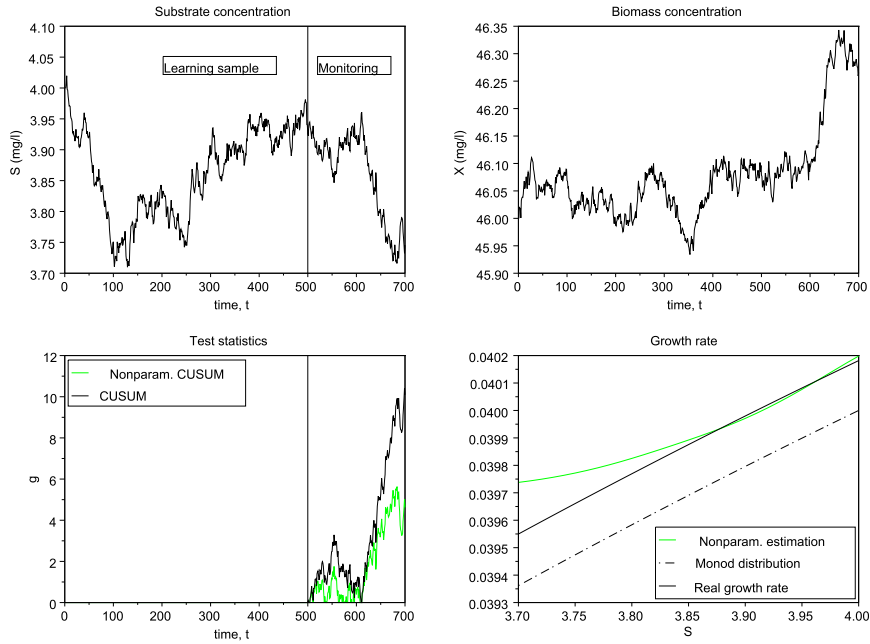 Substrate concentration
4.10
4.05
4.00
3.95
3.90
3.85
3.80
3.75
3.70
S (mg/l)
Learning sample
Monitoring
0 100 200 300 400 500 600 700
time, t
Biomass concentration
46.35
46.30
46.25
46.20
46.15
46.10
46.05
46.00
45.95
45.90
X (mg/l)
0 100 200 300 400 500 600 700
time, t
Test statistics
12
10
8
6
4
2
0
g
Nonparam. CUSUM
CUSUM
0 100 200 300 400 500 600 700
time, t
Growth rate
0.0402
0.0401
0.0400
0.0399
0.0398
0.0397
0.0396
0.0395
0.0394
0.0393
Nonparam. estimation
Monod distribution
Real growth rate
3.70 3.75 3.80 3.85 3.90 3.95 4.00
S